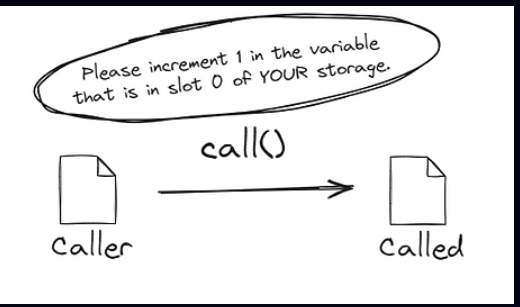 Please increment 1 in the variable
that is in slot 0 of YOUR storage.
call()
Caller
Called